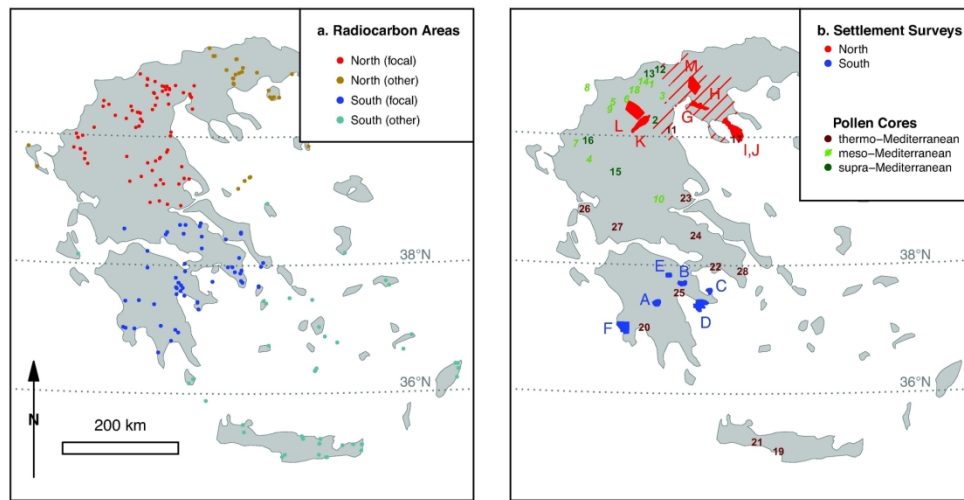 a. Radiocarbon Areas
North (focal)
North (other)
South (focal)
South (other)
38°N
36°N
N
200 km
b. Settlement Surveys
North
South
Pollen Cores
thermo-Mediterranean
meso-Mediterranean
supra-Mediterranean
12
13
M
8
14
1
18
3
H
5
6
9
G
2
11
17
L
K
I,J
16
7
4
15
10
23
26
27
24
38°N
22
28
E
B
C
25
A
D
F
20
36°N
21
19